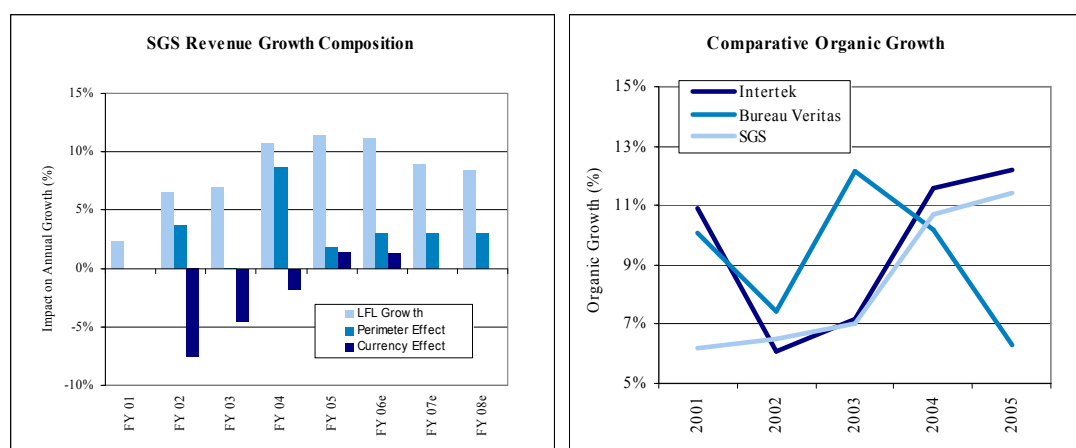 SGS Revenue Growth Composition
15%
10%
5%
0%
-5%
-10%
Impact on Annual Growth (%)
LFL Growth
Perimeter Effect
Currency Effect
FY 01
FY 02
FY 03
FY 04
FY 05
FY 06e
FY 07e
FY 08e
Comparative Organic Growth
15%
13%
11%
9%
7%
5%
Organic Growth (%)
Intertek
Bureau Veritas
SGS
2001
2002
2003
2004
2005